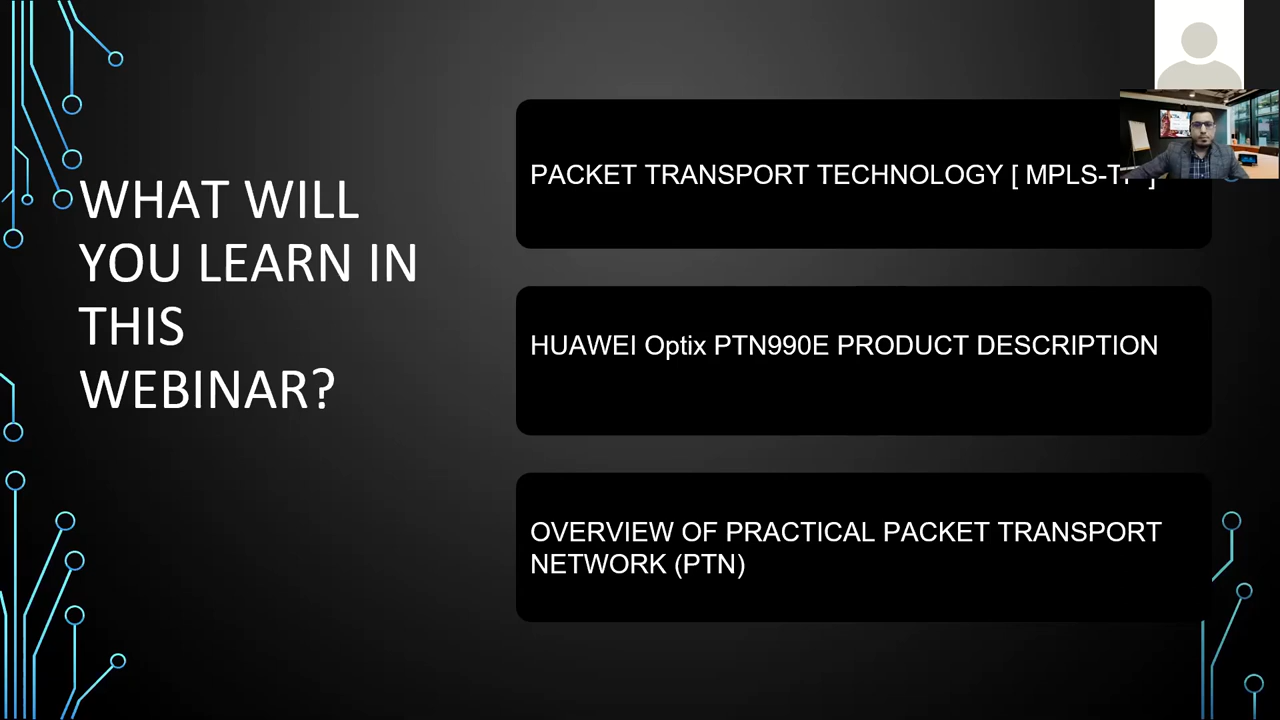 WHAT WILL
YOU LEARN IN
THIS
WEBINAR?
PACKET TRANSPORT TECHNOLOGY [ ]
HUAWEI Optix PTN990E PRODUCT DESCRIPTION
OVERVIEW OF PRACTICAL PACKET TRANSPORT
NETWORK (PTN)